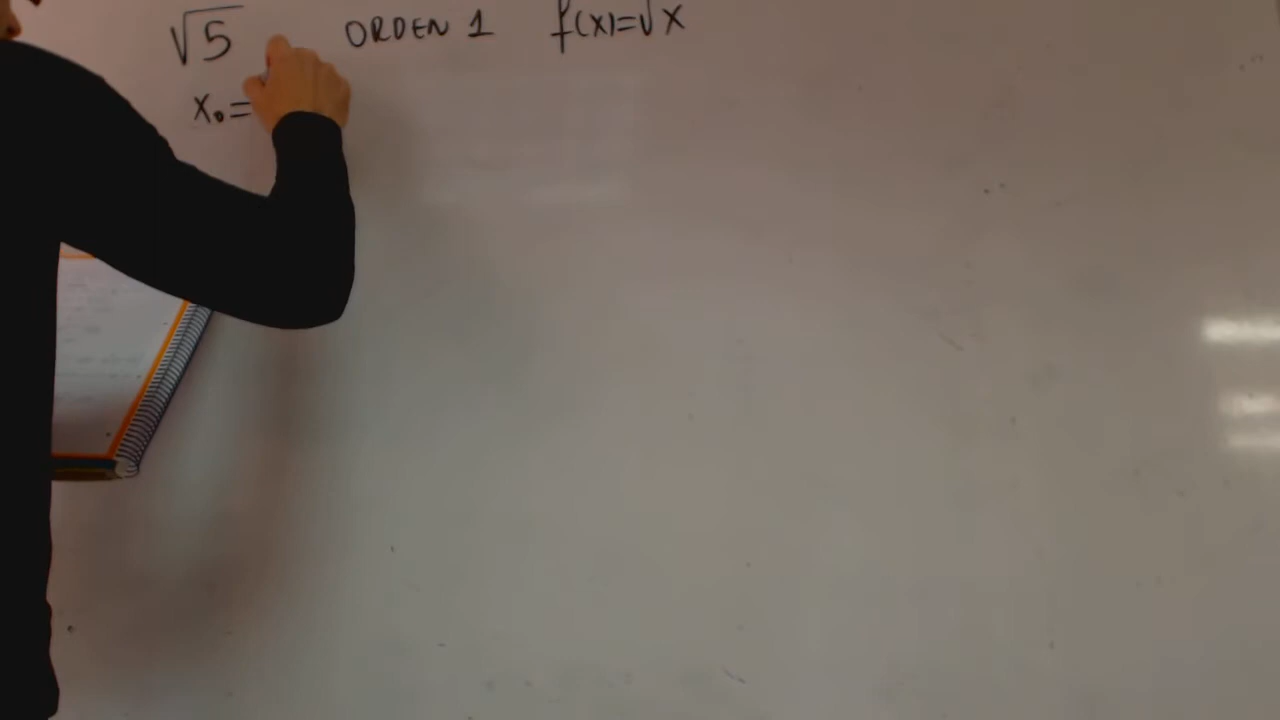 √5 ORDEN 1 f(x)=√x
x₀=